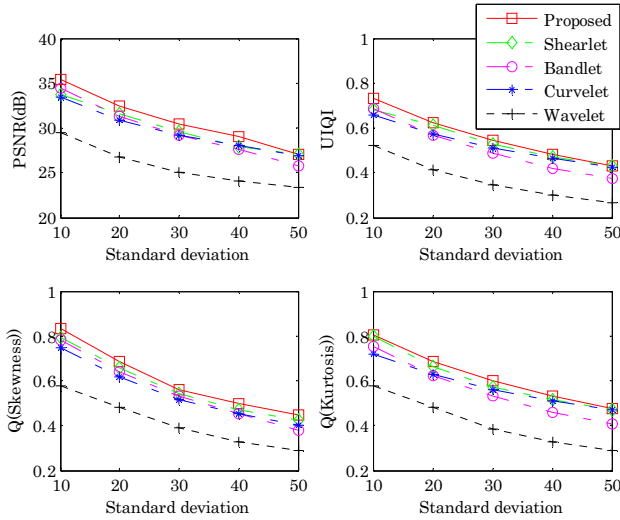 Proposed
Shearlet
Bandlet
Curvelet
Wavelet
40
35
30
25
20
PSNR(dB)
10 20 30 40 50
Standard deviation
1
0.8
0.6
0.4
0.2
UIQI
10 20 30 40 50
Standard deviation
1
0.8
0.6
0.4
0.2
Q(Skewness))
10 20 30 40 50
Standard deviation
1
0.8
0.6
0.4
0.2
Q(Kurtosis))
10 20 30 40 50
Standard deviation